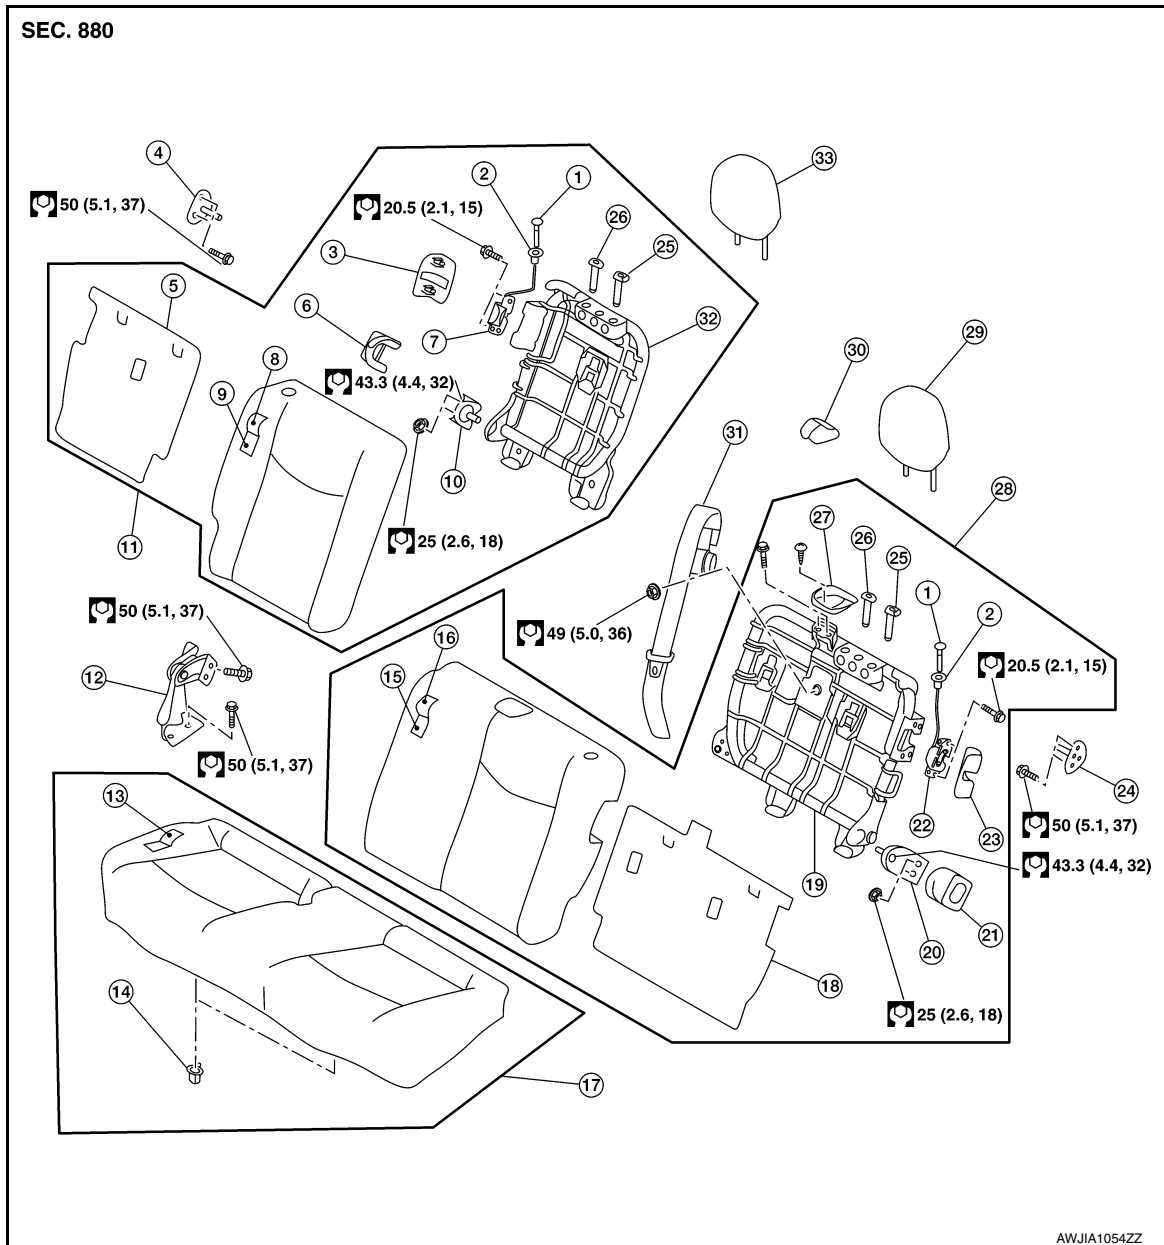 SEC. 880
4
2
1
33
50 (5.1, 37)
20.5 (2.1, 15)
26
25
3
5
6
7
32
8
43.3 (4.4, 32)
9
30
29
31
10
11
25 (2.6, 18)
28
27
26
25
50 (5.1, 37)
49 (5.0, 36)
1
2
16
15
20.5 (2.1, 15)
12
50 (5.1, 37)
13
24
22
23
50 (5.1, 37)
43.3 (4.4, 32)
19
21
20
14
18
25 (2.6, 18)
17
AWJIA1054ZZ